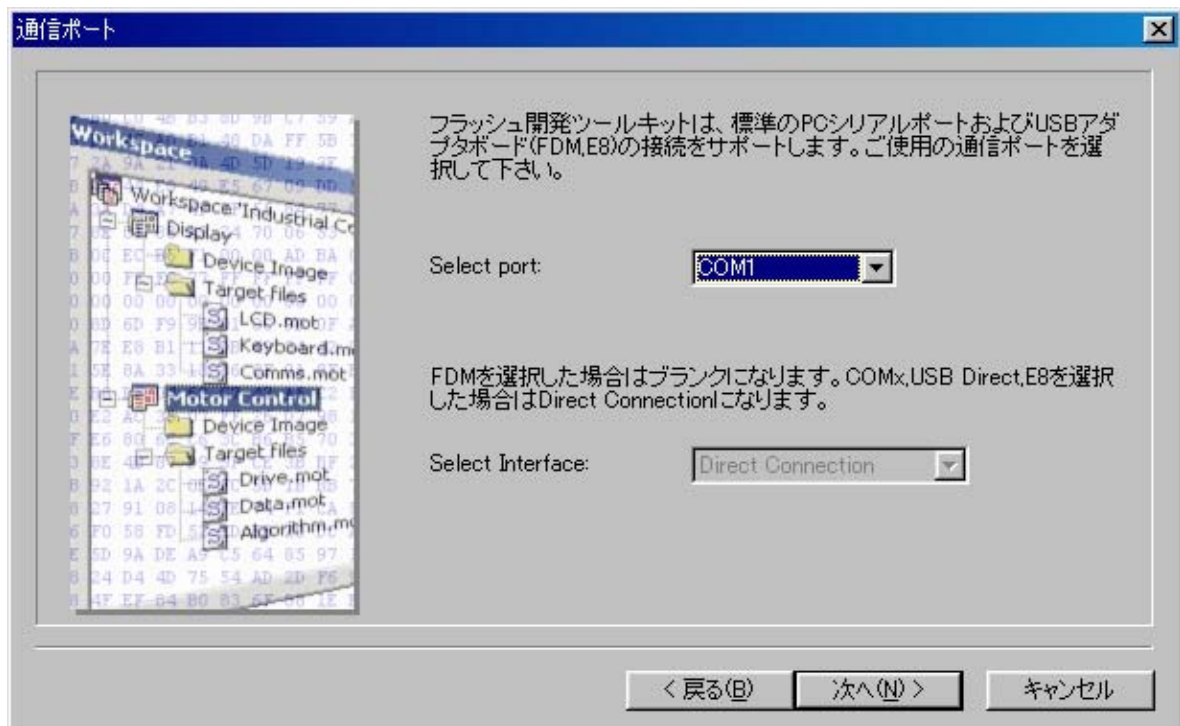 通信ポート
フラッシュ開発ツールキットは、標準のPCシリアルポートおよびUSBアダ
プタボード(FDM,E8)の接続をサポートします。ご使用の通信ポートを選
択して下さい。
Select port:
COM1
FDMを選択した場合はブランクになります。COMx,USB Direct,E8を選択
した場合はDirect Connectionになります。
Select Interface:
Direct Connection
Workspace
Workspace 'Industrial Co
Display
Device Image
Target files
LCD.mot
Keyboard.m
Comms.mot
Motor Control
Device Image
Target files
Drive.mot
Data.mot
Algorithm.mo
< 戻る(B)
次へ(N) >
キャンセル